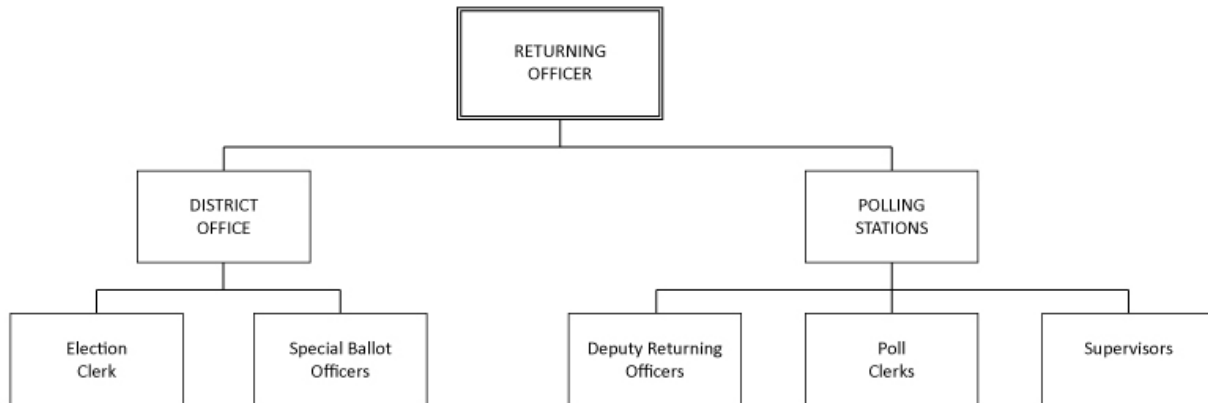 RETURNING
OFFICER
DISTRICT
OFFICE
POLLING
STATIONS
Election
Clerk
Special Ballot
Officers
Deputy Returning
Officers
Poll
Clerks
Supervisors